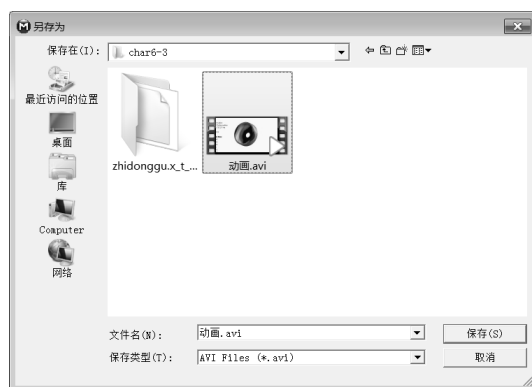 另存为
保存在(I):
char6-3
最近访问的位置
桌面
库
Computer
网络
zhidonggu.x_t_...
动画.avi
文件名(N):
动画.avi
保存(S)
保存类型(T):
AVI Files (*.avi)
取消